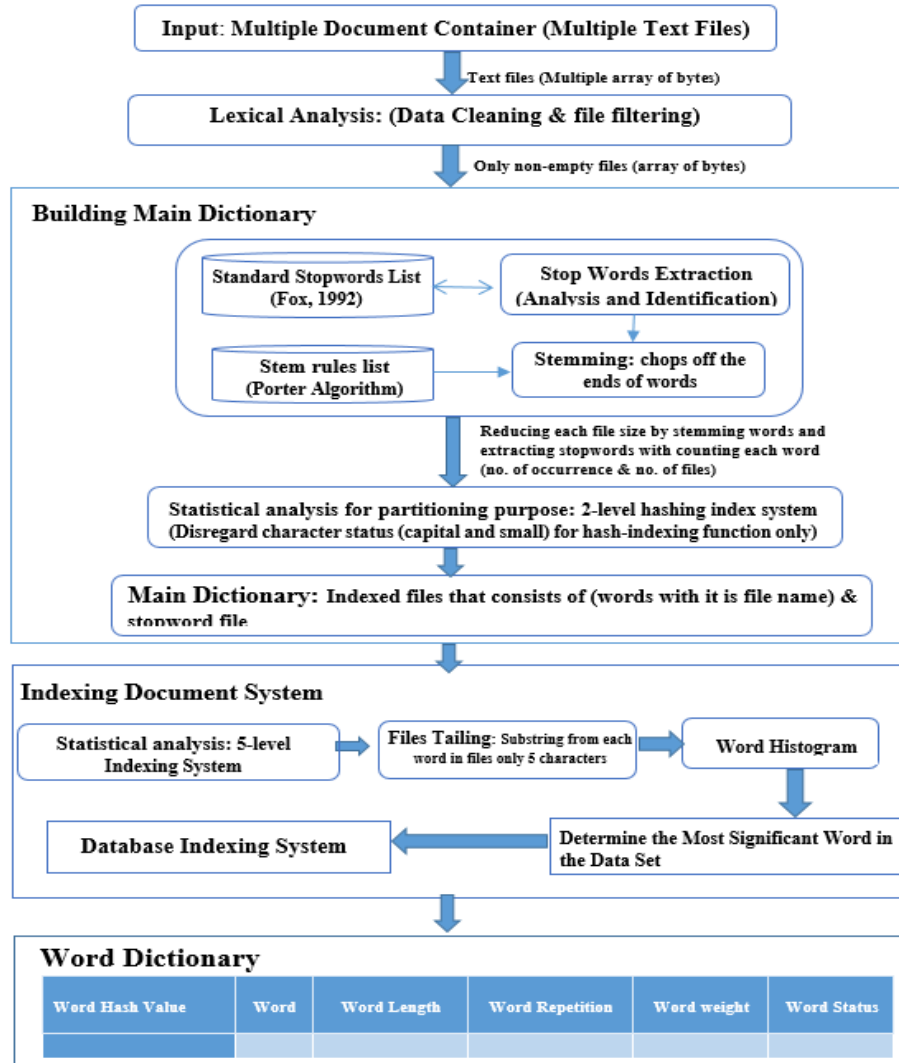 Input: Multiple Document Container (Multiple Text Files)
Text files (Multiple array of bytes)
Lexical Analysis: (Data Cleaning & file filtering)
Only non-empty files (array of bytes)
Building Main Dictionary
Standard Stopwords List
(Fox, 1992)
Stop Words Extraction
(Analysis and Identification)
Stem rules list
(Porter Algorithm)
Stemming: chops off the
ends of words
Reducing each file size by stemming words and
extracting stopwords with counting each word
(no. of occurrence & no. of files)
Statistical analysis for partitioning purpose: 2-level hashing index system
(Disregard character status (capital and small) for hash-indexing function only)
Main Dictionary: Indexed files that consists of (words with it is file name) &
stopword file
Indexing Document System
Statistical analysis: 5-level
Indexing System
Files Tailing: Substring from each
word in files only 5 characters
Word Histogram
Database Indexing System
Determine the Most Significant Word in
the Data Set
Word Dictionary
Word Hash Value
Word
Word Length
Word Repetition
Word weight
Word Status